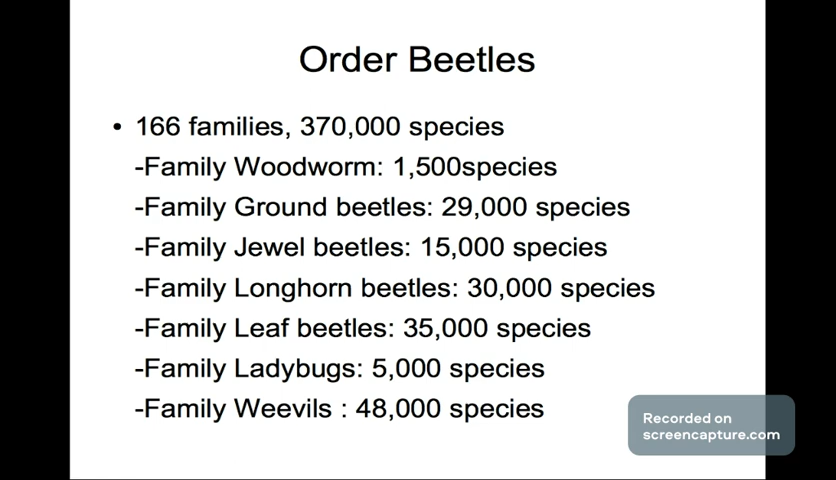 Order Beetles
• 166 families, 370,000 species
-Family Woodworm: 1,500species
-Family Ground beetles: 29,000 species
-Family Jewel beetles: 15,000 species
-Family Longhorn beetles: 30,000 species
-Family Leaf beetles: 35,000 species
-Family Ladybugs: 5,000 species
-Family Weevils : 48,000 species
Recorded on
screencapture.com